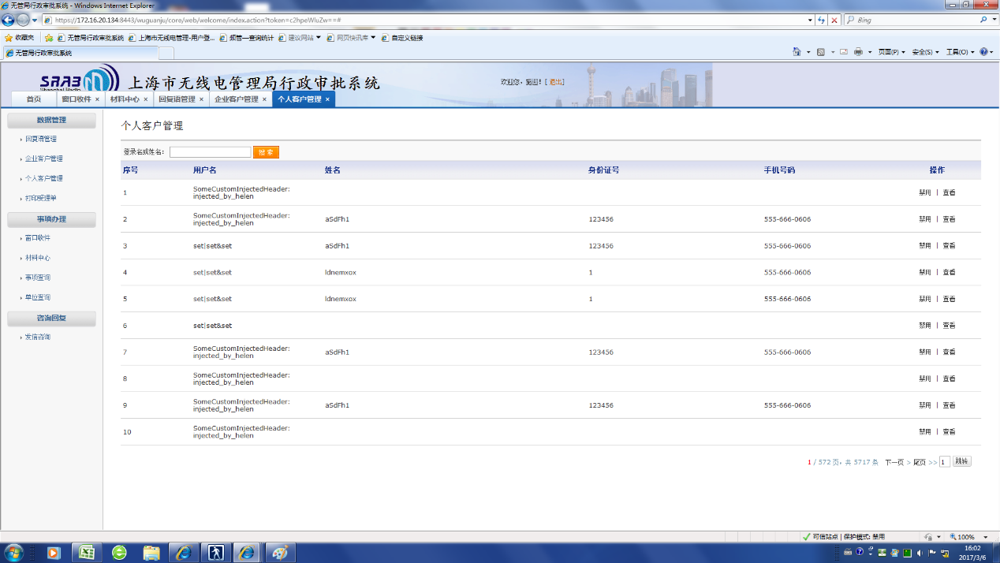 无管局行政审批系统 - Windows Internet Explorer
https://172.16.20.134:8443/wuguanju/core/web/welcome/index.action?token=c2hpeWluZw==#
Bing
收藏夹 无管局行政审批系统 上海市无线电管理-用户登... 频管—查询统计 建议网站 网页快讯库 自定义链接
无管局行政审批系统
页面(P) 安全(S) 工具(O)
SRRB
Shanghai Radio
上海市无线电管理局行政审批系统
欢迎您，施迎！[ 退出]
首页 窗口收件 × 材料中心 × 回复语管理 × 企业客户管理 × 个人客户管理 ×
数据管理
回复语管理
企业客户管理
个人客户管理
打印受理单
事项办理
窗口收件
材料中心
事项查询
单位查询
咨询回复
发信咨询
个人客户管理
登录名或姓名： 搜 索
序号 用户名 姓名 身份证号 手机号码 操作
1 SomeCustomInjectedHeader: injected_by_helen 禁用 | 查看
2 SomeCustomInjectedHeader: injected_by_helen aSdFh1 123456 555-666-0606 禁用 | 查看
3 set|set&set aSdFh1 123456 555-666-0606 禁用 | 查看
4 set|set&set ldnemxox 1 555-666-0606 禁用 | 查看
5 set|set&set ldnemxox 1 555-666-0606 禁用 | 查看
6 set|set&set 禁用 | 查看
7 SomeCustomInjectedHeader: injected_by_helen aSdFh1 123456 555-666-0606 禁用 | 查看
8 SomeCustomInjectedHeader: injected_by_helen 禁用 | 查看
9 SomeCustomInjectedHeader: injected_by_helen aSdFh1 123456 555-666-0606 禁用 | 查看
10 SomeCustomInjectedHeader: injected_by_helen 禁用 | 查看
1 / 572 页，共 5717 条 下一页 > 尾页 >> 1 跳转
可信站点 | 保护模式: 禁用 100%
16:02
2017/3/6